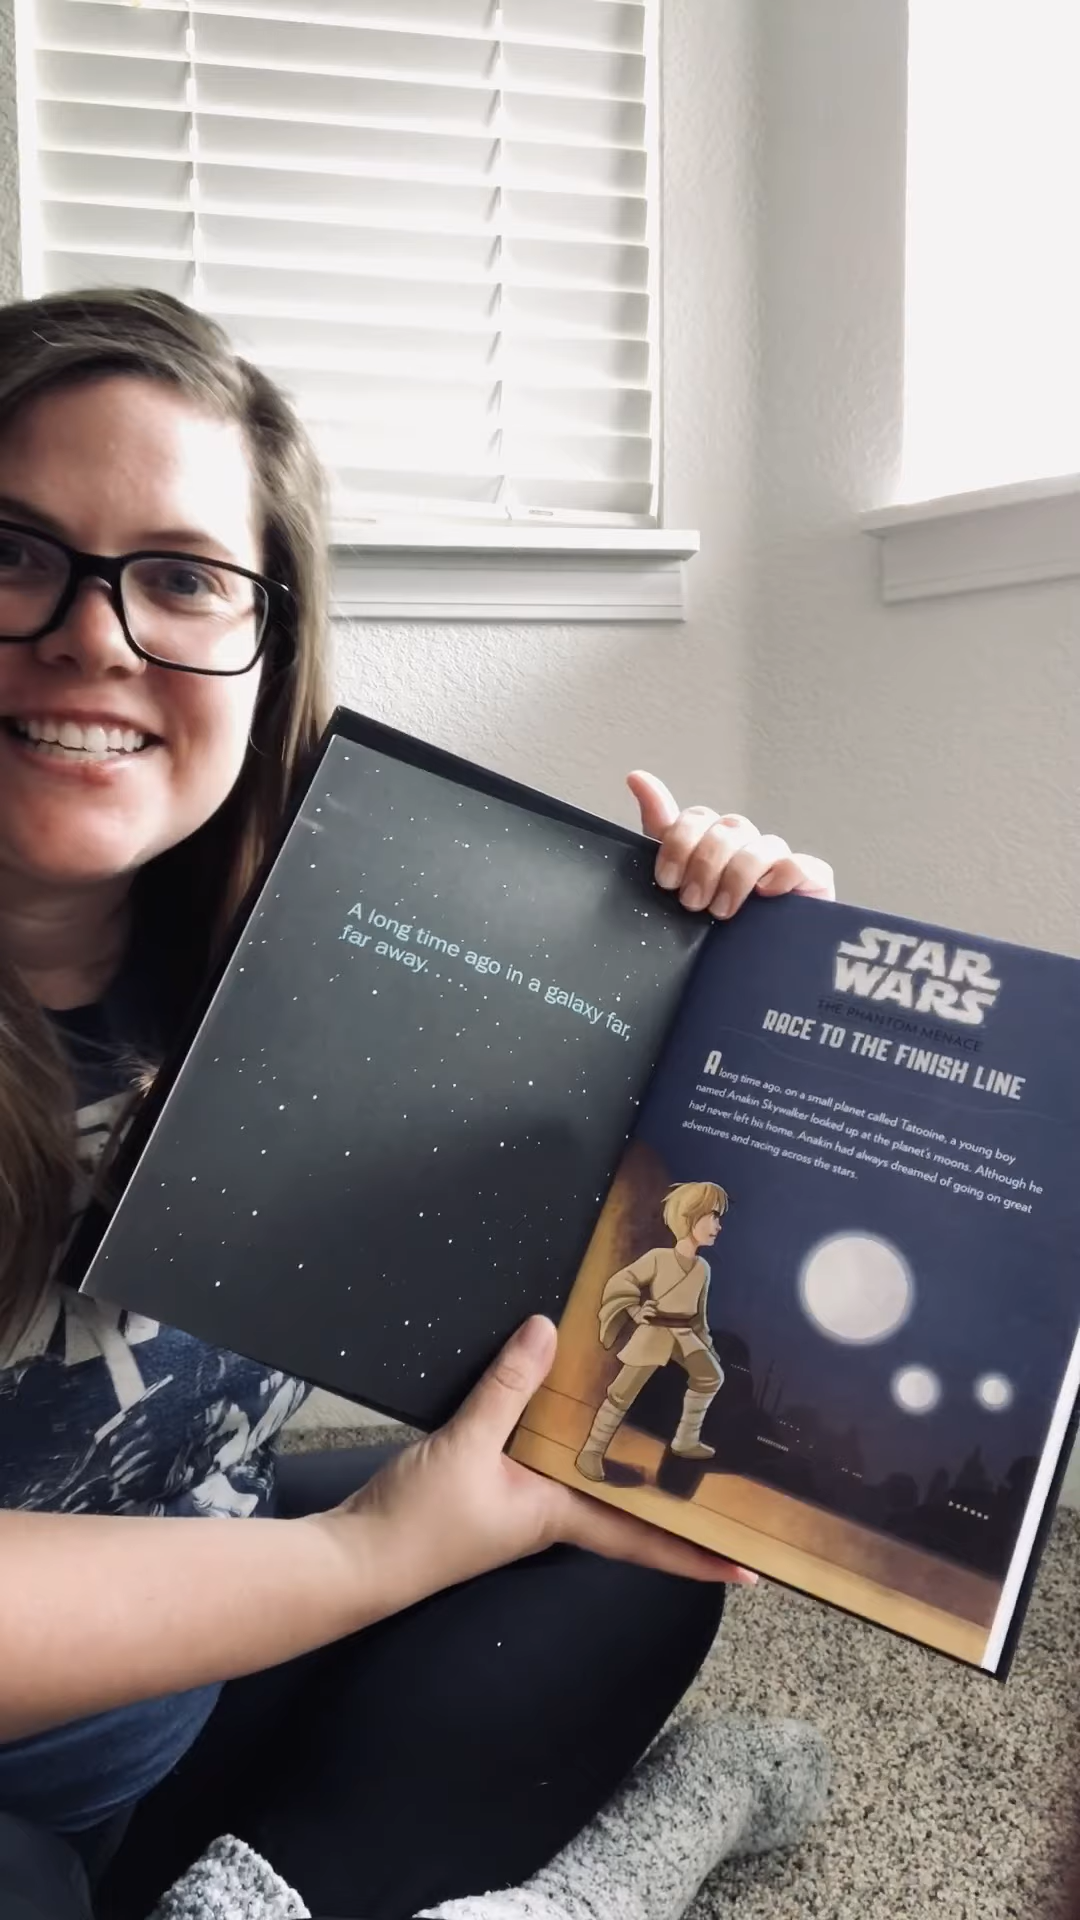 A long time ago in a galaxy far,
far away. . . .
STAR
WARS
THE PHANTOM MENACE
RACE TO THE FINISH LINE
A long time ago, on a small planet called Tatooine, a young boy
named Anakin Skywalker looked up at the planet's moons. Although he
had never left his home, Anakin had always dreamed of going on great
adventures and racing across the stars.